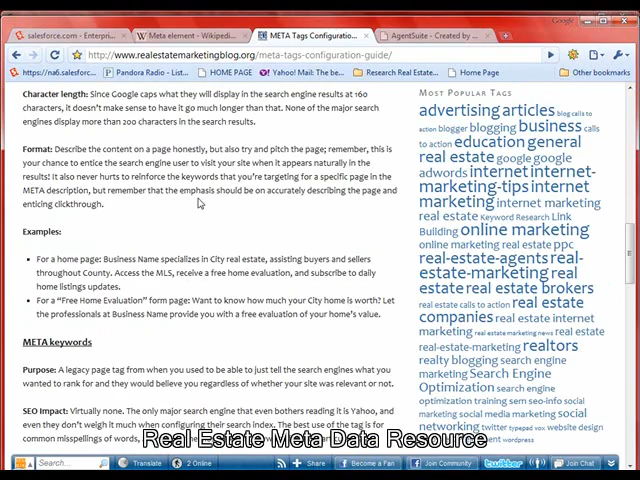 Google
salesforce.com - Enterpris...
Meta element - Wikipedi...
META Tags Configuratio...
AgentSuite - Created by ...
http://www.realestatemarketingblog.org/meta-tags-configuration-guide/
https://na6.salesforc...
Pandora Radio - List...
HOME PAGE
Yahoo! Mail: The be...
Research Real Estat...
Home Page
Other bookmarks
Character length: Since Google caps what they will display in the search engine results at 160
characters, it doesn't make sense to have it go much longer than that. None of the major search
engines display more than 200 characters in the search results.
Format: Describe the content on a page honestly, but also try and pitch the page; remember, this is
your chance to entice the search engine user to visit your site when it appears naturally in the
results! It also never hurts to reinforce the keywords that you're targeting for a specific page in the
META description, but remember that the emphasis should be on accurately describing the page and
enticing clickthrough.
Examples:
For a home page: Business Name specializes in City real estate, assisting buyers and sellers
throughout County. Access the MLS, receive a free home evaluation, and subscribe to daily
home listings updates.
For a "Free Home Evaluation" form page: Want to know how much your City home is worth? Let
the professionals at Business Name provide you with a free evaluation of your home's value.
META keywords
Purpose: A legacy page tag from when you used to be able to just tell the search engines what you
wanted to rank for and they would believe you regardless of whether your site was relevant or not.
SEO Impact: Virtually none. The only major search engine that even bothers reading it is Yahoo, and
even they don't weigh it much when configuring their search index. The best use of the tag is for
common misspellings of words,
Most Popular Tags
advertising articles blog calls to
action blogger blogging business calls
to action education general
real estate google google
adwords internet internet-
marketing-tips internet
marketing internet marketing
real estate Keyword Research Link
Building online marketing
online marketing real estate ppc
real-estate-agents real-
estate-marketing real
estate real estate brokers
real estate calls to action real estate
companies real estate internet
marketing real estate marketing news real estate
real-estate-marketing realtors
realty blogging search engine
marketing Search Engine
Optimization search engine
optimization training sem seo-info social
marketing social media marketing social
networking twitter typepad vox website design
wordpress
Real Estate Meta Data Resource
Search...
Translate
2 Online
Share
Become a Fan
Join Community
twitter
Join Chat